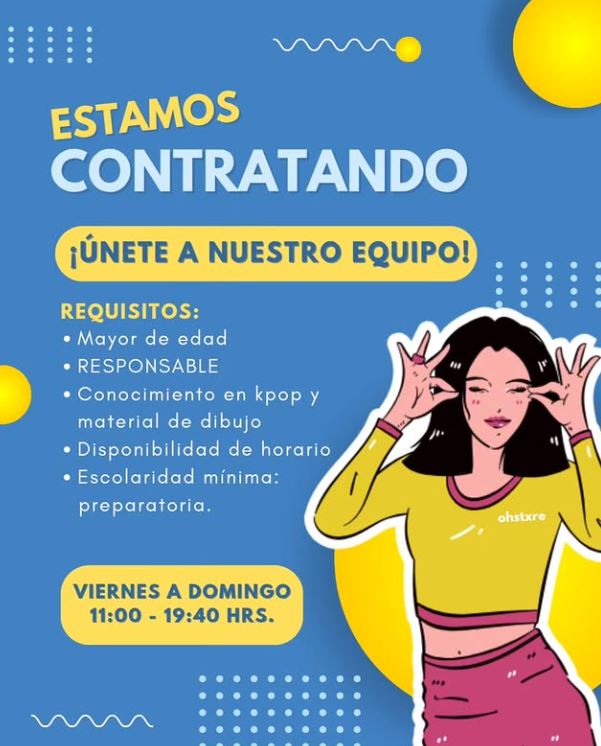 ESTAMOS
CONTRATANDO
¡ÚNETE A NUESTRO EQUIPO!
REQUISITOS:
• Mayor de edad
• RESPONSABLE
• Conocimiento en kpop y
material de dibujo
• Disponibilidad de horario
• Escolaridad mínima:
preparatoria.
ohstxre
VIERNES A DOMINGO
11:00 - 19:40 HRS.